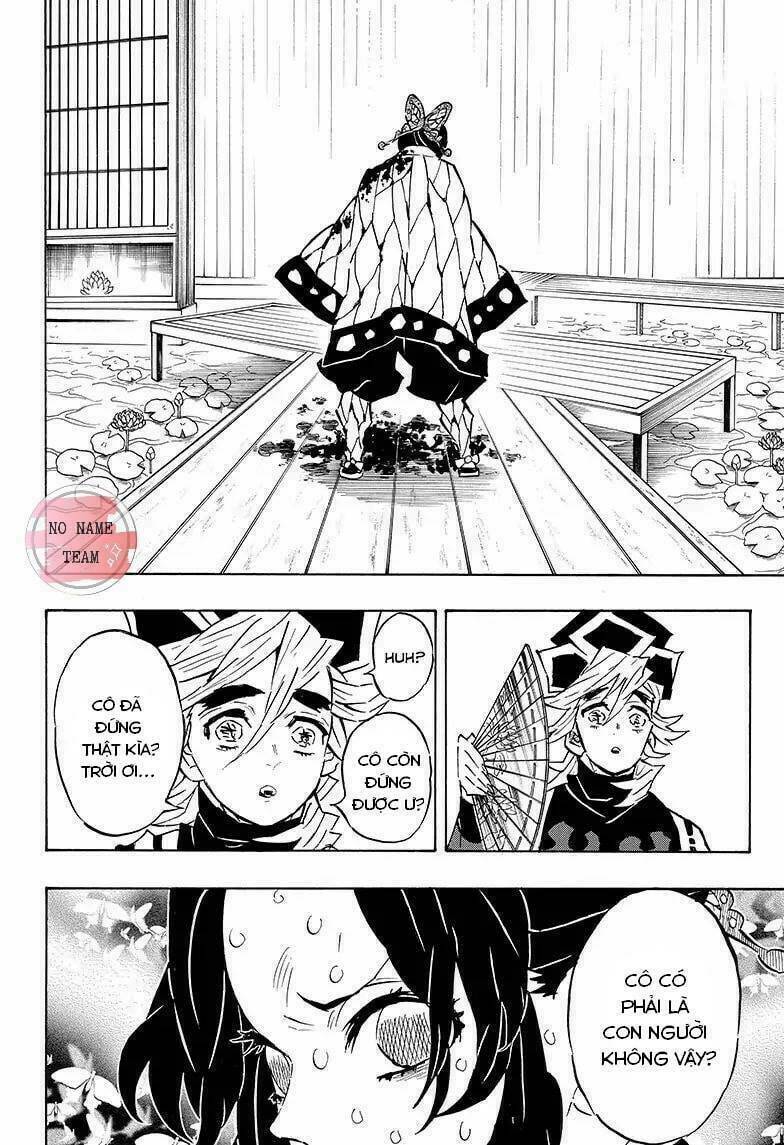 NO NAME
TEAM
HUH?
CÔ CÒN
ĐỨNG
ĐƯỢC Ư?
CÔ ĐÃ
ĐỨNG
THẬT KÌA?
TRỜI ƠI...
CÔ CÓ
PHẢI LÀ
CON NGƯỜI
KHÔNG VẬY?